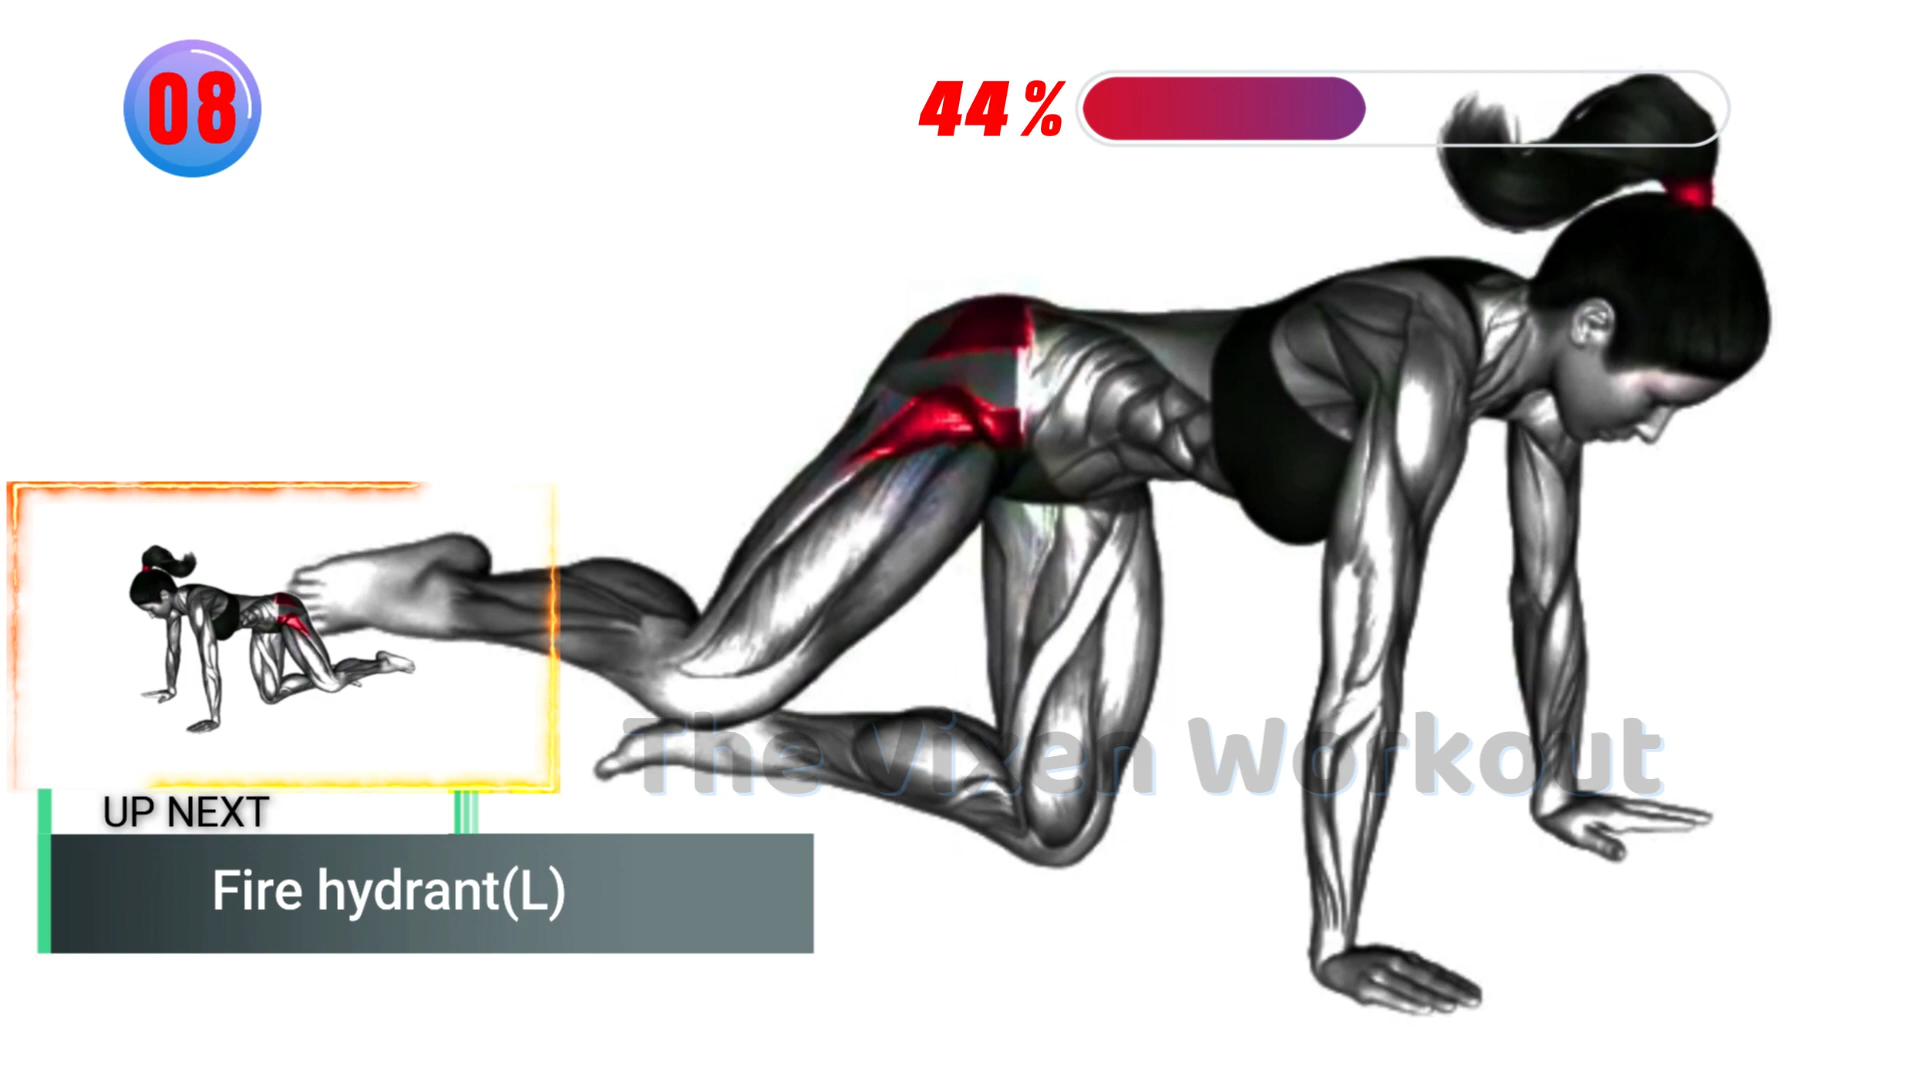 08
44%
The Vixen Workout
UP NEXT
Fire hydrant(L)